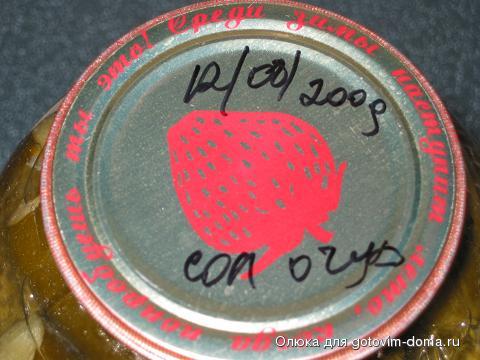 Среди зимы наступит лето, когда попробуешь ты это!
12/08/2009
сол огур
Олюка для gotovim-doma.ru